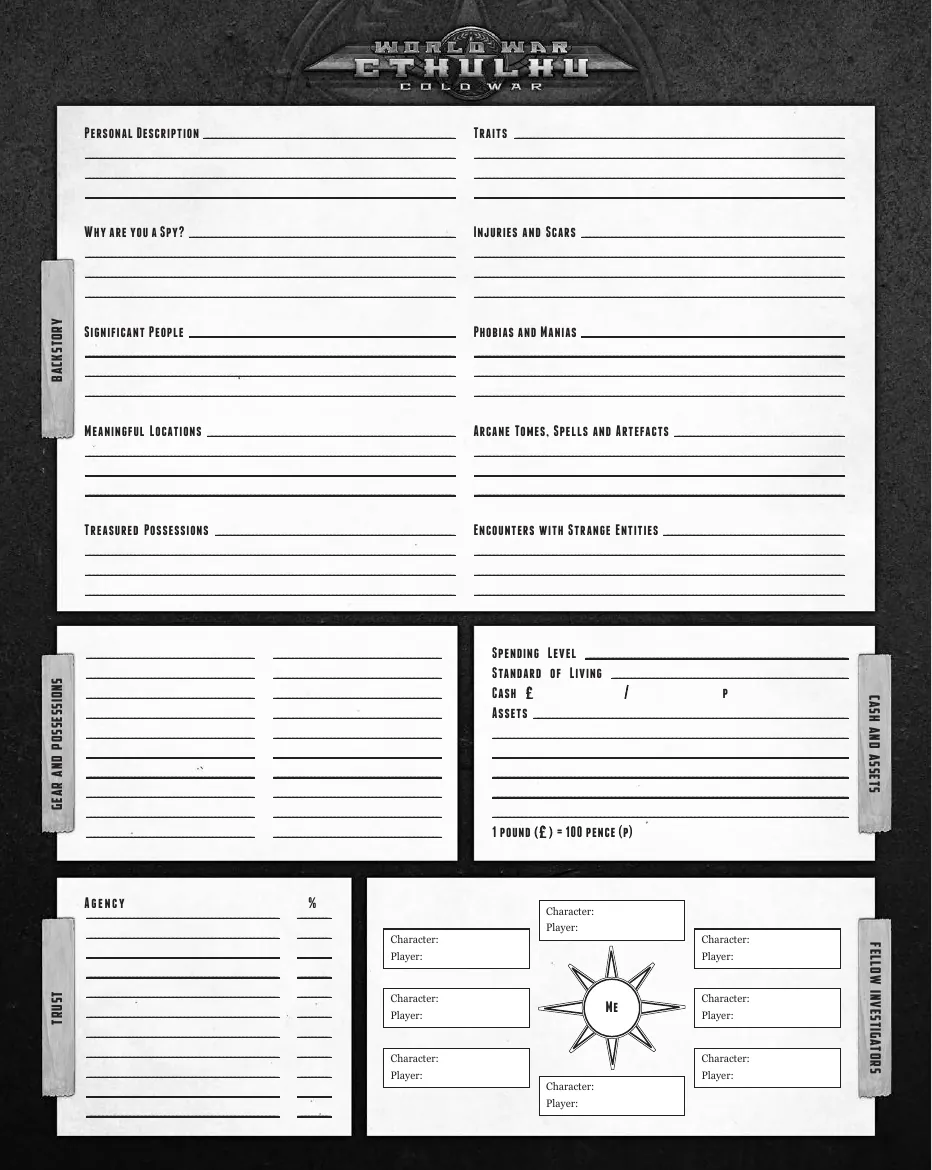 WORLD WAR
CTHULHU
COLD WAR
BACKSTORY
PERSONAL DESCRIPTION
WHY ARE YOU A SPY?
SIGNIFICANT PEOPLE
MEANINGFUL LOCATIONS
TREASURED POSSESSIONS
TRAITS
INJURIES AND SCARS
PHOBIAS AND MANIAS
ARCANE TOMES, SPELLS AND ARTEFACTS
ENCOUNTERS WITH STRANGE ENTITIES
GEAR AND POSSESSIONS
SPENDING LEVEL
STANDARD OF LIVING
CASH £ / P
ASSETS
1 POUND (£) = 100 PENCE (P)
CASH AND ASSETS
TRUST
AGENCY %
Character:
Player:
Character:
Player:
Character:
Player:
Character:
Player:
ME
Character:
Player:
Character:
Player:
Character:
Player:
Character:
Player:
FELLOW INVESTIGATORS